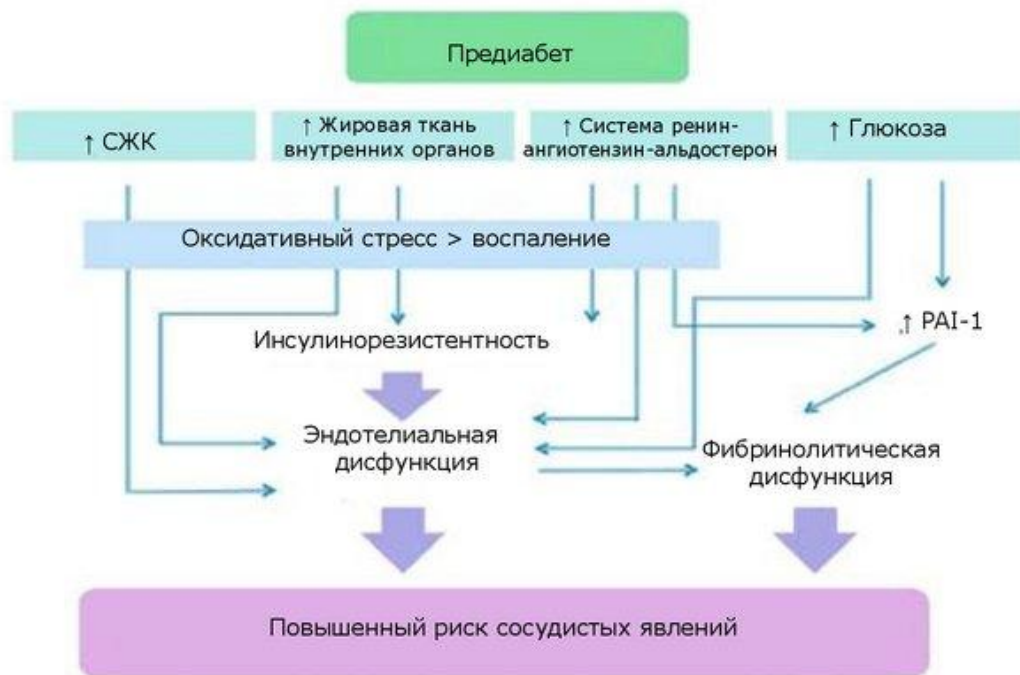 Предиабет
↑ СЖК
↑ Жировая ткань
внутренних органов
↑ Система ренин-
ангиотензин-альдостерон
↑ Глюкоза
Оксидативный стресс > воспаление
Инсулинорезистентность
↑ PAI-1
Эндотелиальная
дисфункция
Фибринолитическая
дисфункция
Повышенный риск сосудистых явлений